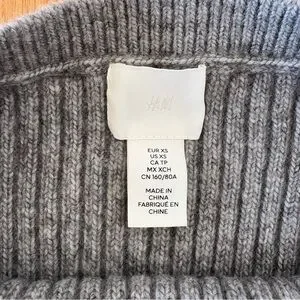 H&M
EUR XS
US XS
CA TP
MX XCH
CN 160/80A
MADE IN
CHINA
FABRIQUÉ EN
CHINE